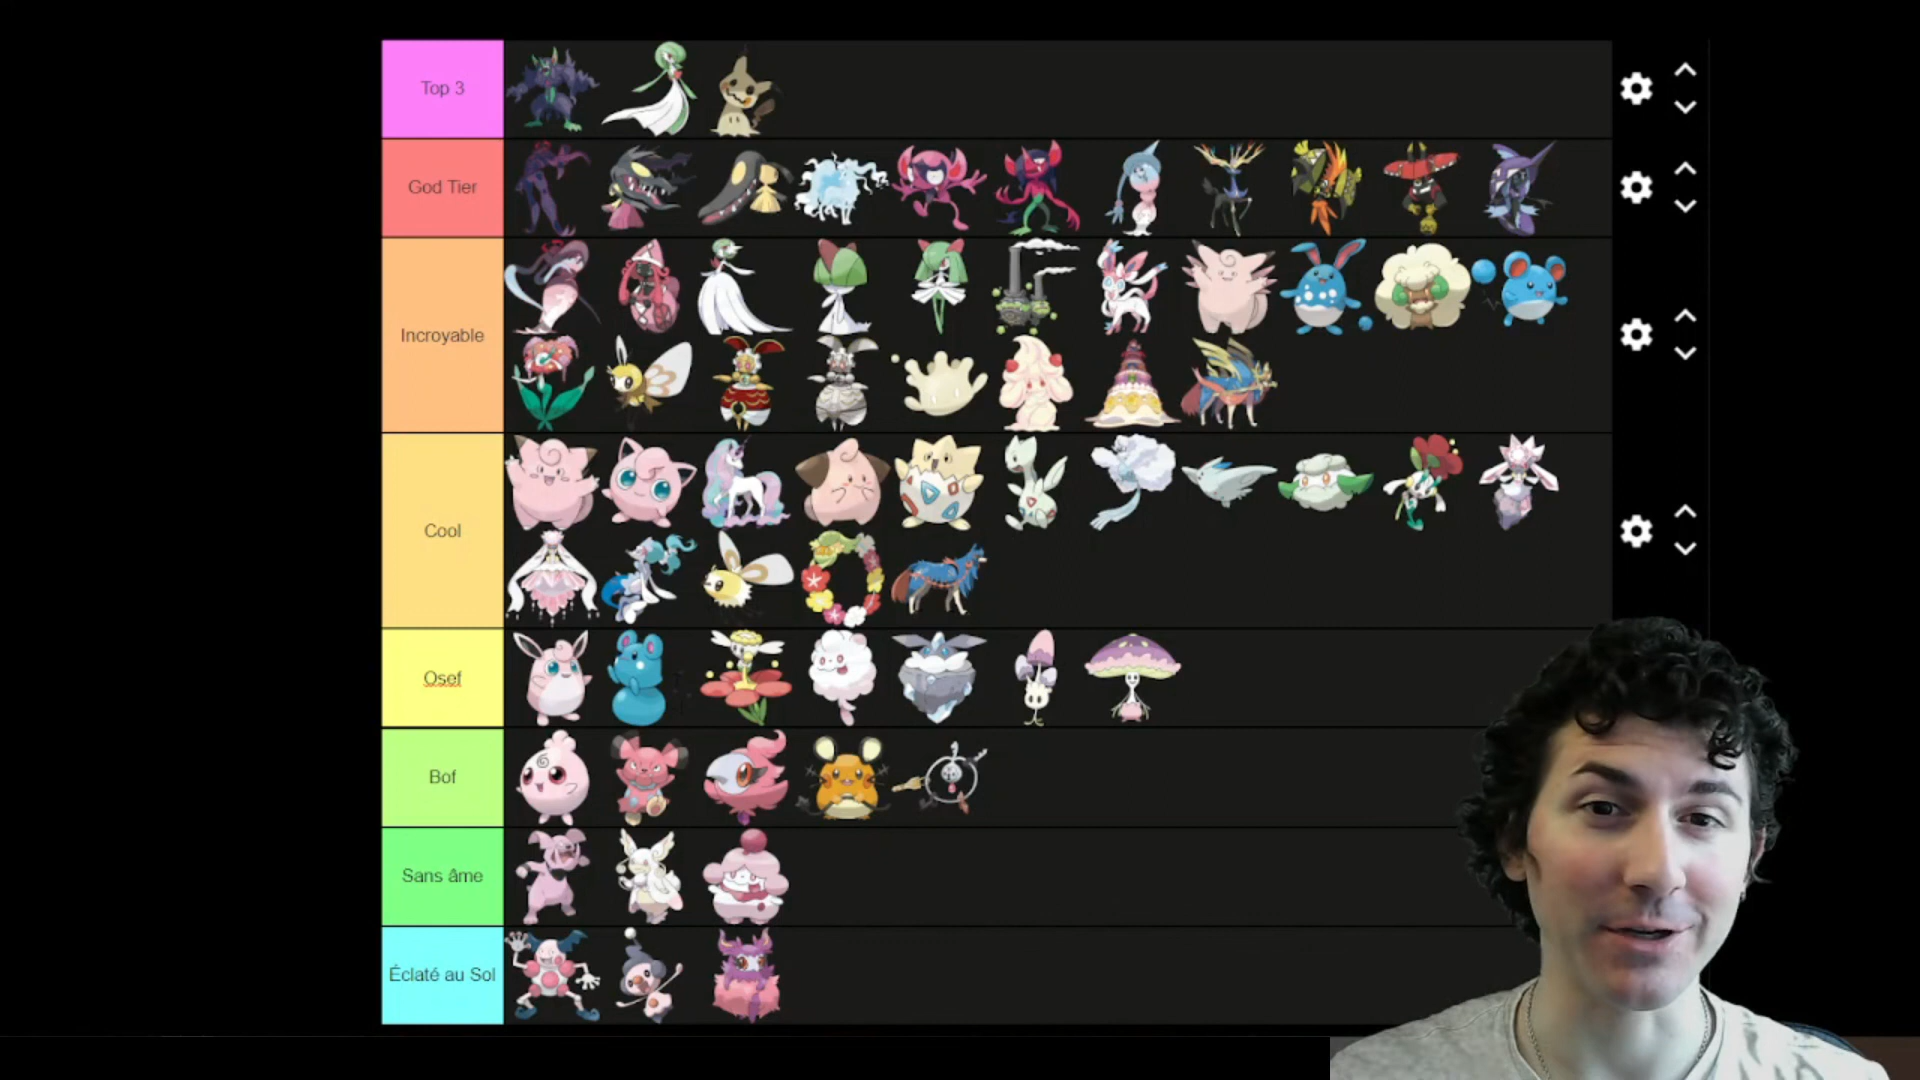 Top 3
God Tier
Incroyable
Cool
Osef
Bof
Sans âme
Éclaté au Sol